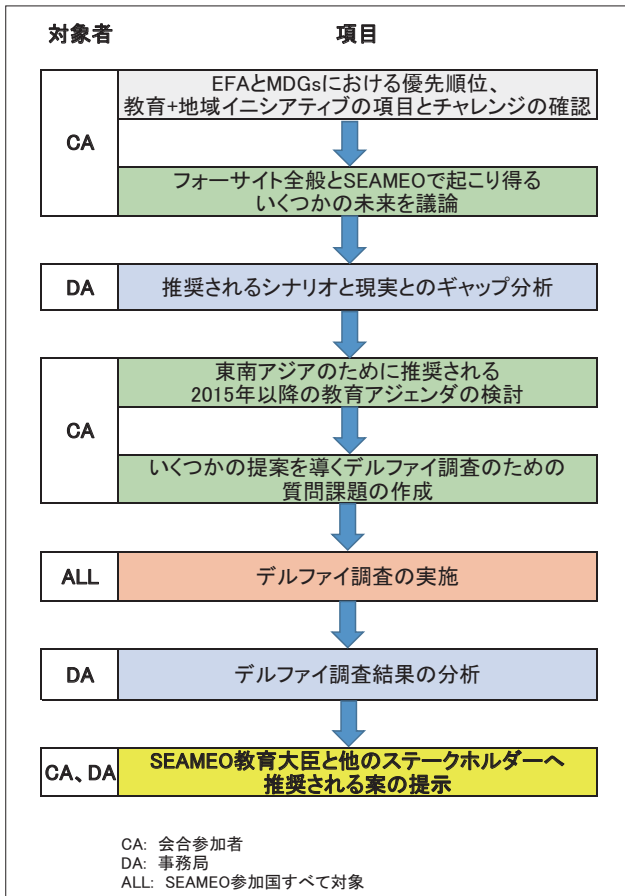 対象者 項目
EFAとMDGsにおける優先順位、
教育+地域イニシアティブの項目とチャレンジの確認
CA
フォーサイト全般とSEAMEOで起こり得る
いくつかの未来を議論
DA 推奨されるシナリオと現実とのギャップ分析
東南アジアのために推奨される
2015年以降の教育アジェンダの検討
CA
いくつかの提案を導くデルファイ調査のための
質問課題の作成
ALL デルファイ調査の実施
DA デルファイ調査結果の分析
CA、DA SEAMEO教育大臣と他のステークホルダーへ
推奨される案の提示
CA: 会合参加者
DA: 事務局
ALL: SEAMEO参加国すべて対象